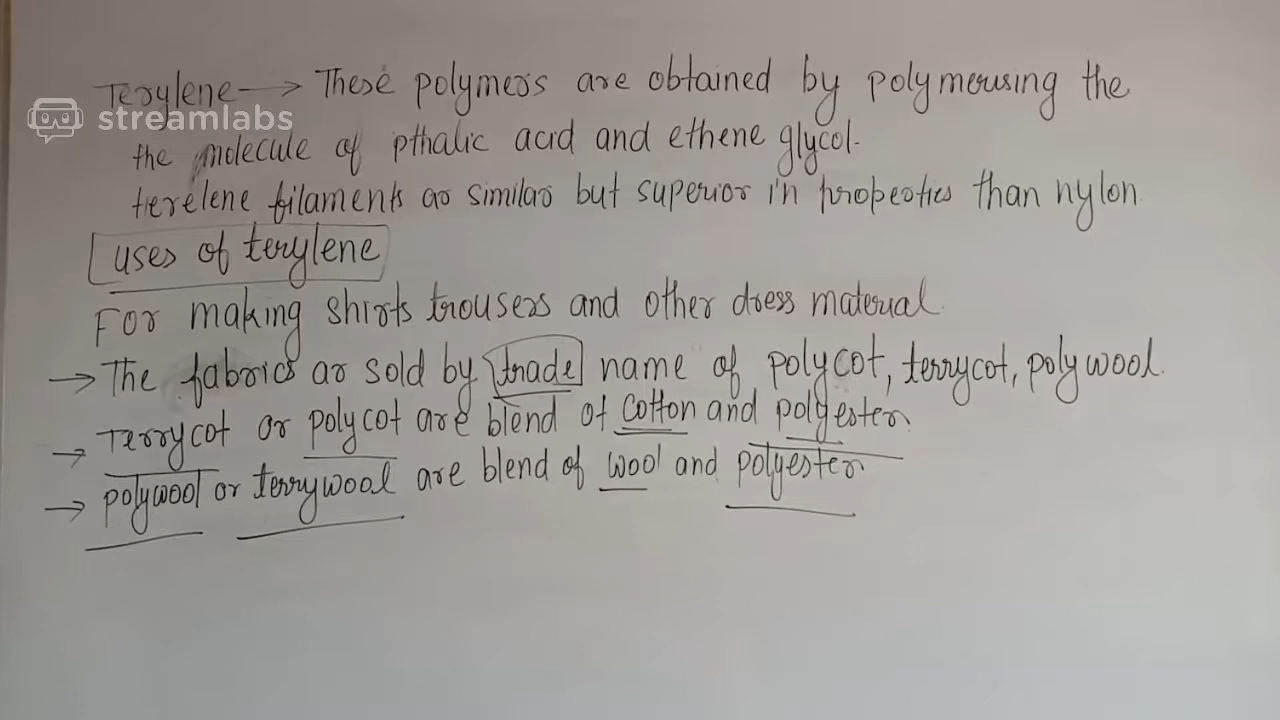 Terylene → These polymers are obtained by polymerising the
streamlabs
the molecule of pthalic acid and ethene glycol.
terelene filaments ar similar but superior in properties than nylon
uses of terylene
For making shirts trousers and other dress material.
→ The fabrics ar sold by trade name of polycot, terrycot, polywool.
→ Terrycot or polycot are blend of cotton and polyester.
→ polywool or terrywool are blend of wool and polyester